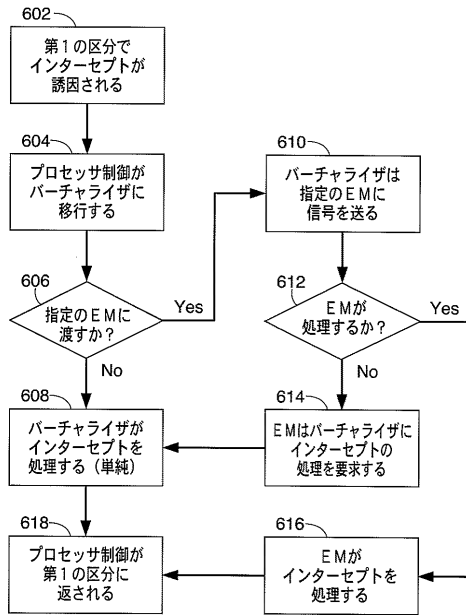 602
第１の区分で
インターセプトが
誘因される
604
プロセッサ制御が
バーチャライザに
移行する
606
指定のＥＭに
渡すか？
Yes
No
608
バーチャライザが
インターセプトを
処理する（単純）
618
プロセッサ制御が
第１の区分に
返される
610
バーチャライザは
指定のＥＭに
信号を送る
612
ＥＭが
処理するか？
Yes
No
614
ＥＭはバーチャライザに
インターセプトの
処理を要求する
616
ＥＭが
インターセプトを
処理する